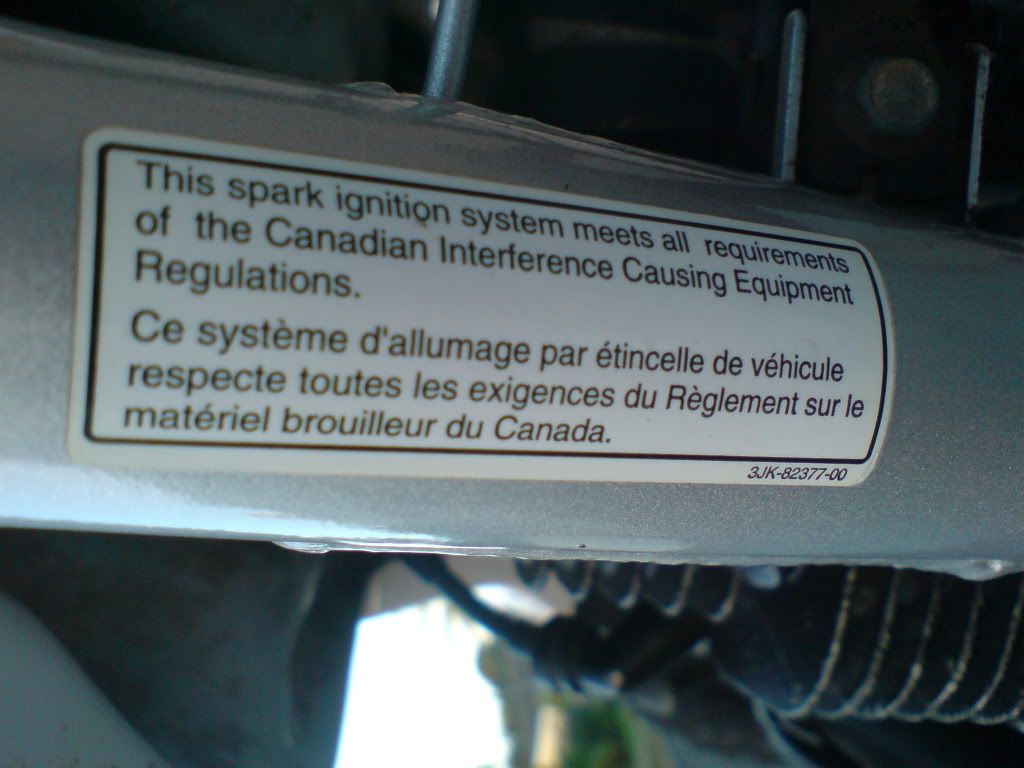 This spark ignition system meets all requirements
of the Canadian Interference Causing Equipment
Regulations.
Ce système d'allumage par étincelle de véhicule
respecte toutes les exigences du Règlement sur le
matériel brouilleur du Canada.
3JK-82377-00